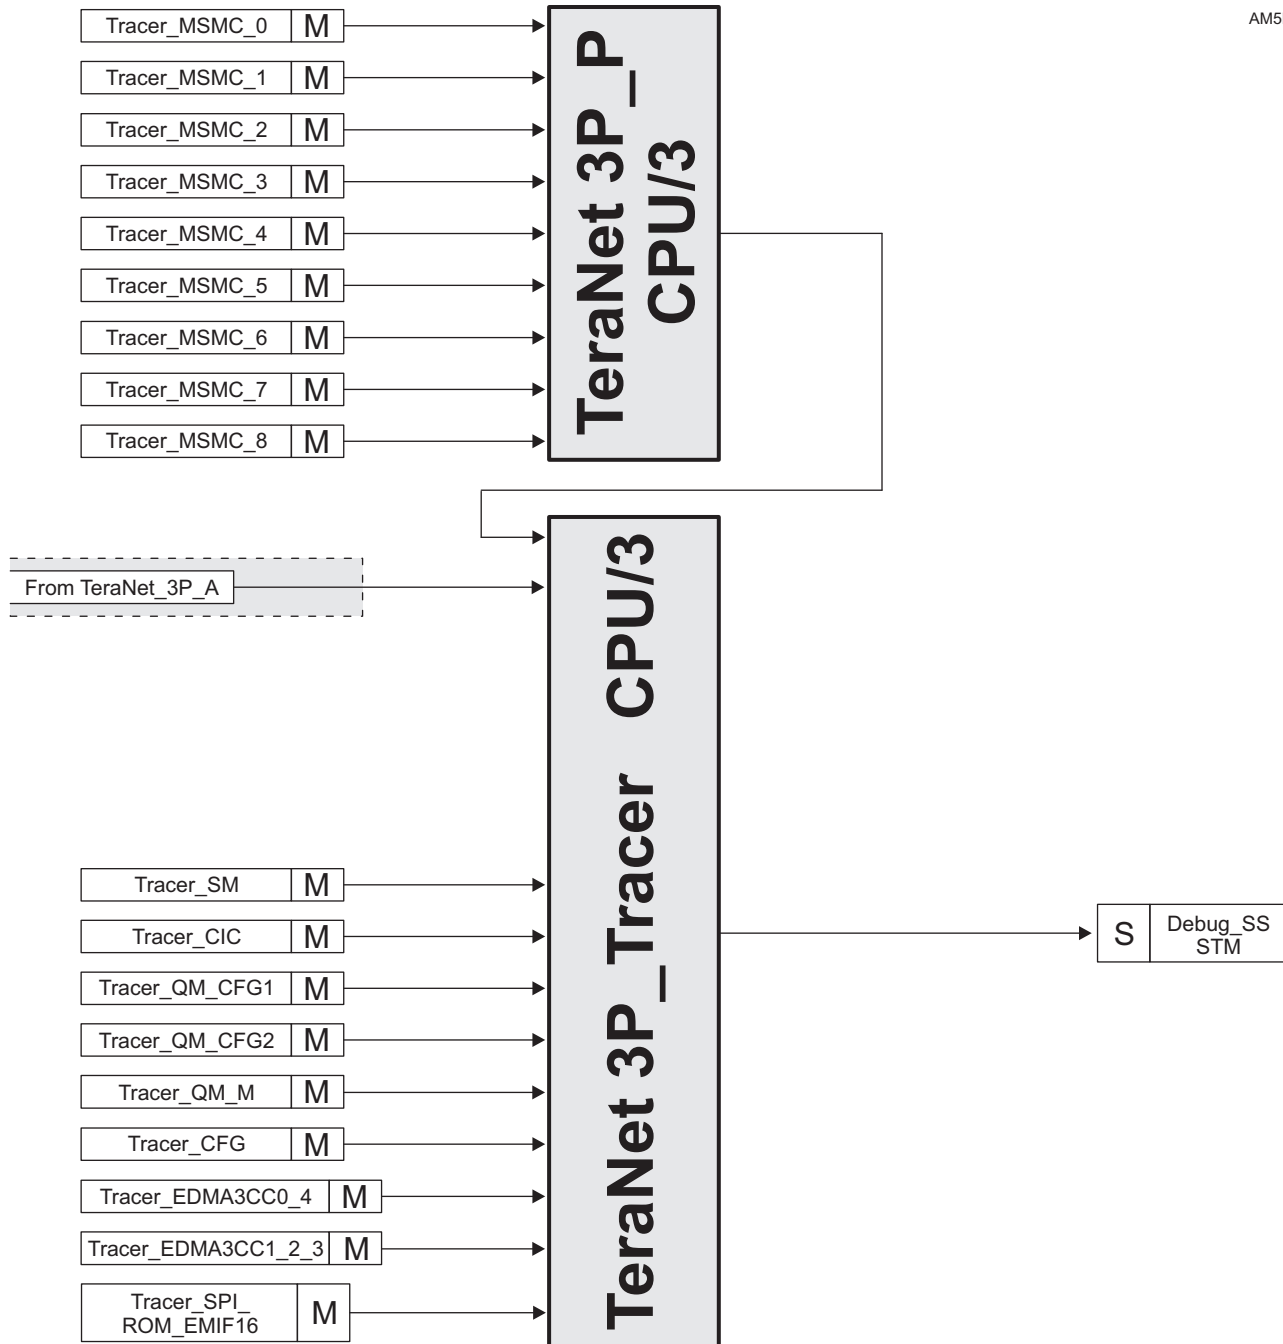 AM5
Tracer_MSMC_0 M
Tracer_MSMC_1 M
Tracer_MSMC_2 M
Tracer_MSMC_3 M
Tracer_MSMC_4 M
Tracer_MSMC_5 M
Tracer_MSMC_6 M
Tracer_MSMC_7 M
Tracer_MSMC_8 M
TeraNet 3P_P
CPU/3
From TeraNet_3P_A
Tracer_SM M
Tracer_CIC M
Tracer_QM_CFG1 M
Tracer_QM_CFG2 M
Tracer_QM_M M
Tracer_CFG M
Tracer_EDMA3CC0_4 M
Tracer_EDMA3CC1_2_3 M
Tracer_SPI_
ROM_EMIF16 M
TeraNet 3P_Tracer CPU/3
S Debug_SS
STM